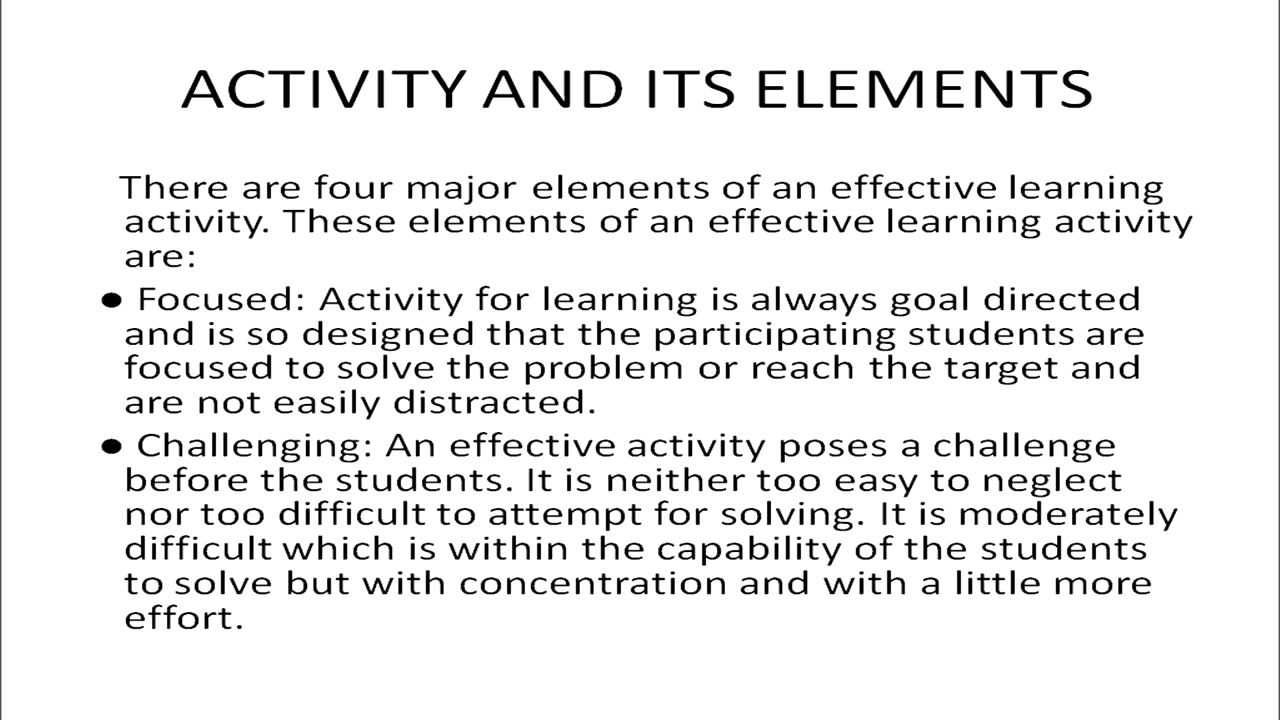 ACTIVITY AND ITS ELEMENTS
There are four major elements of an effective learning
activity. These elements of an effective learning activity
are:
● Focused: Activity for learning is always goal directed
and is so designed that the participating students are
focused to solve the problem or reach the target and
are not easily distracted.
● Challenging: An effective activity poses a challenge
before the students. It is neither too easy to neglect
nor too difficult to attempt for solving. It is moderately
difficult which is within the capability of the students
to solve but with concentration and with a little more
effort.